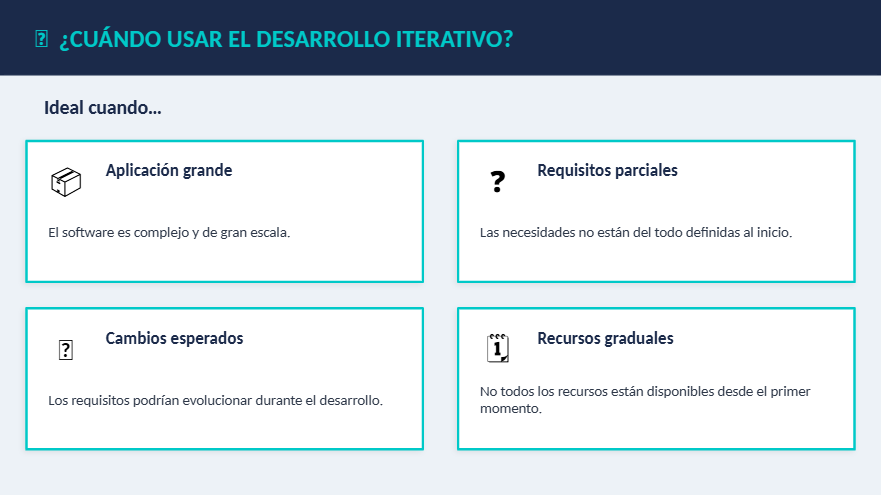 ¿CUÁNDO USAR EL DESARROLLO ITERATIVO?
Ideal cuando...
Aplicación grande
El software es complejo y de gran escala.
?
Requisitos parciales
Las necesidades no están del todo definidas al inicio.
Cambios esperados
Los requisitos podrían evolucionar durante el desarrollo.
1
Recursos graduales
No todos los recursos están disponibles desde el primer
momento.